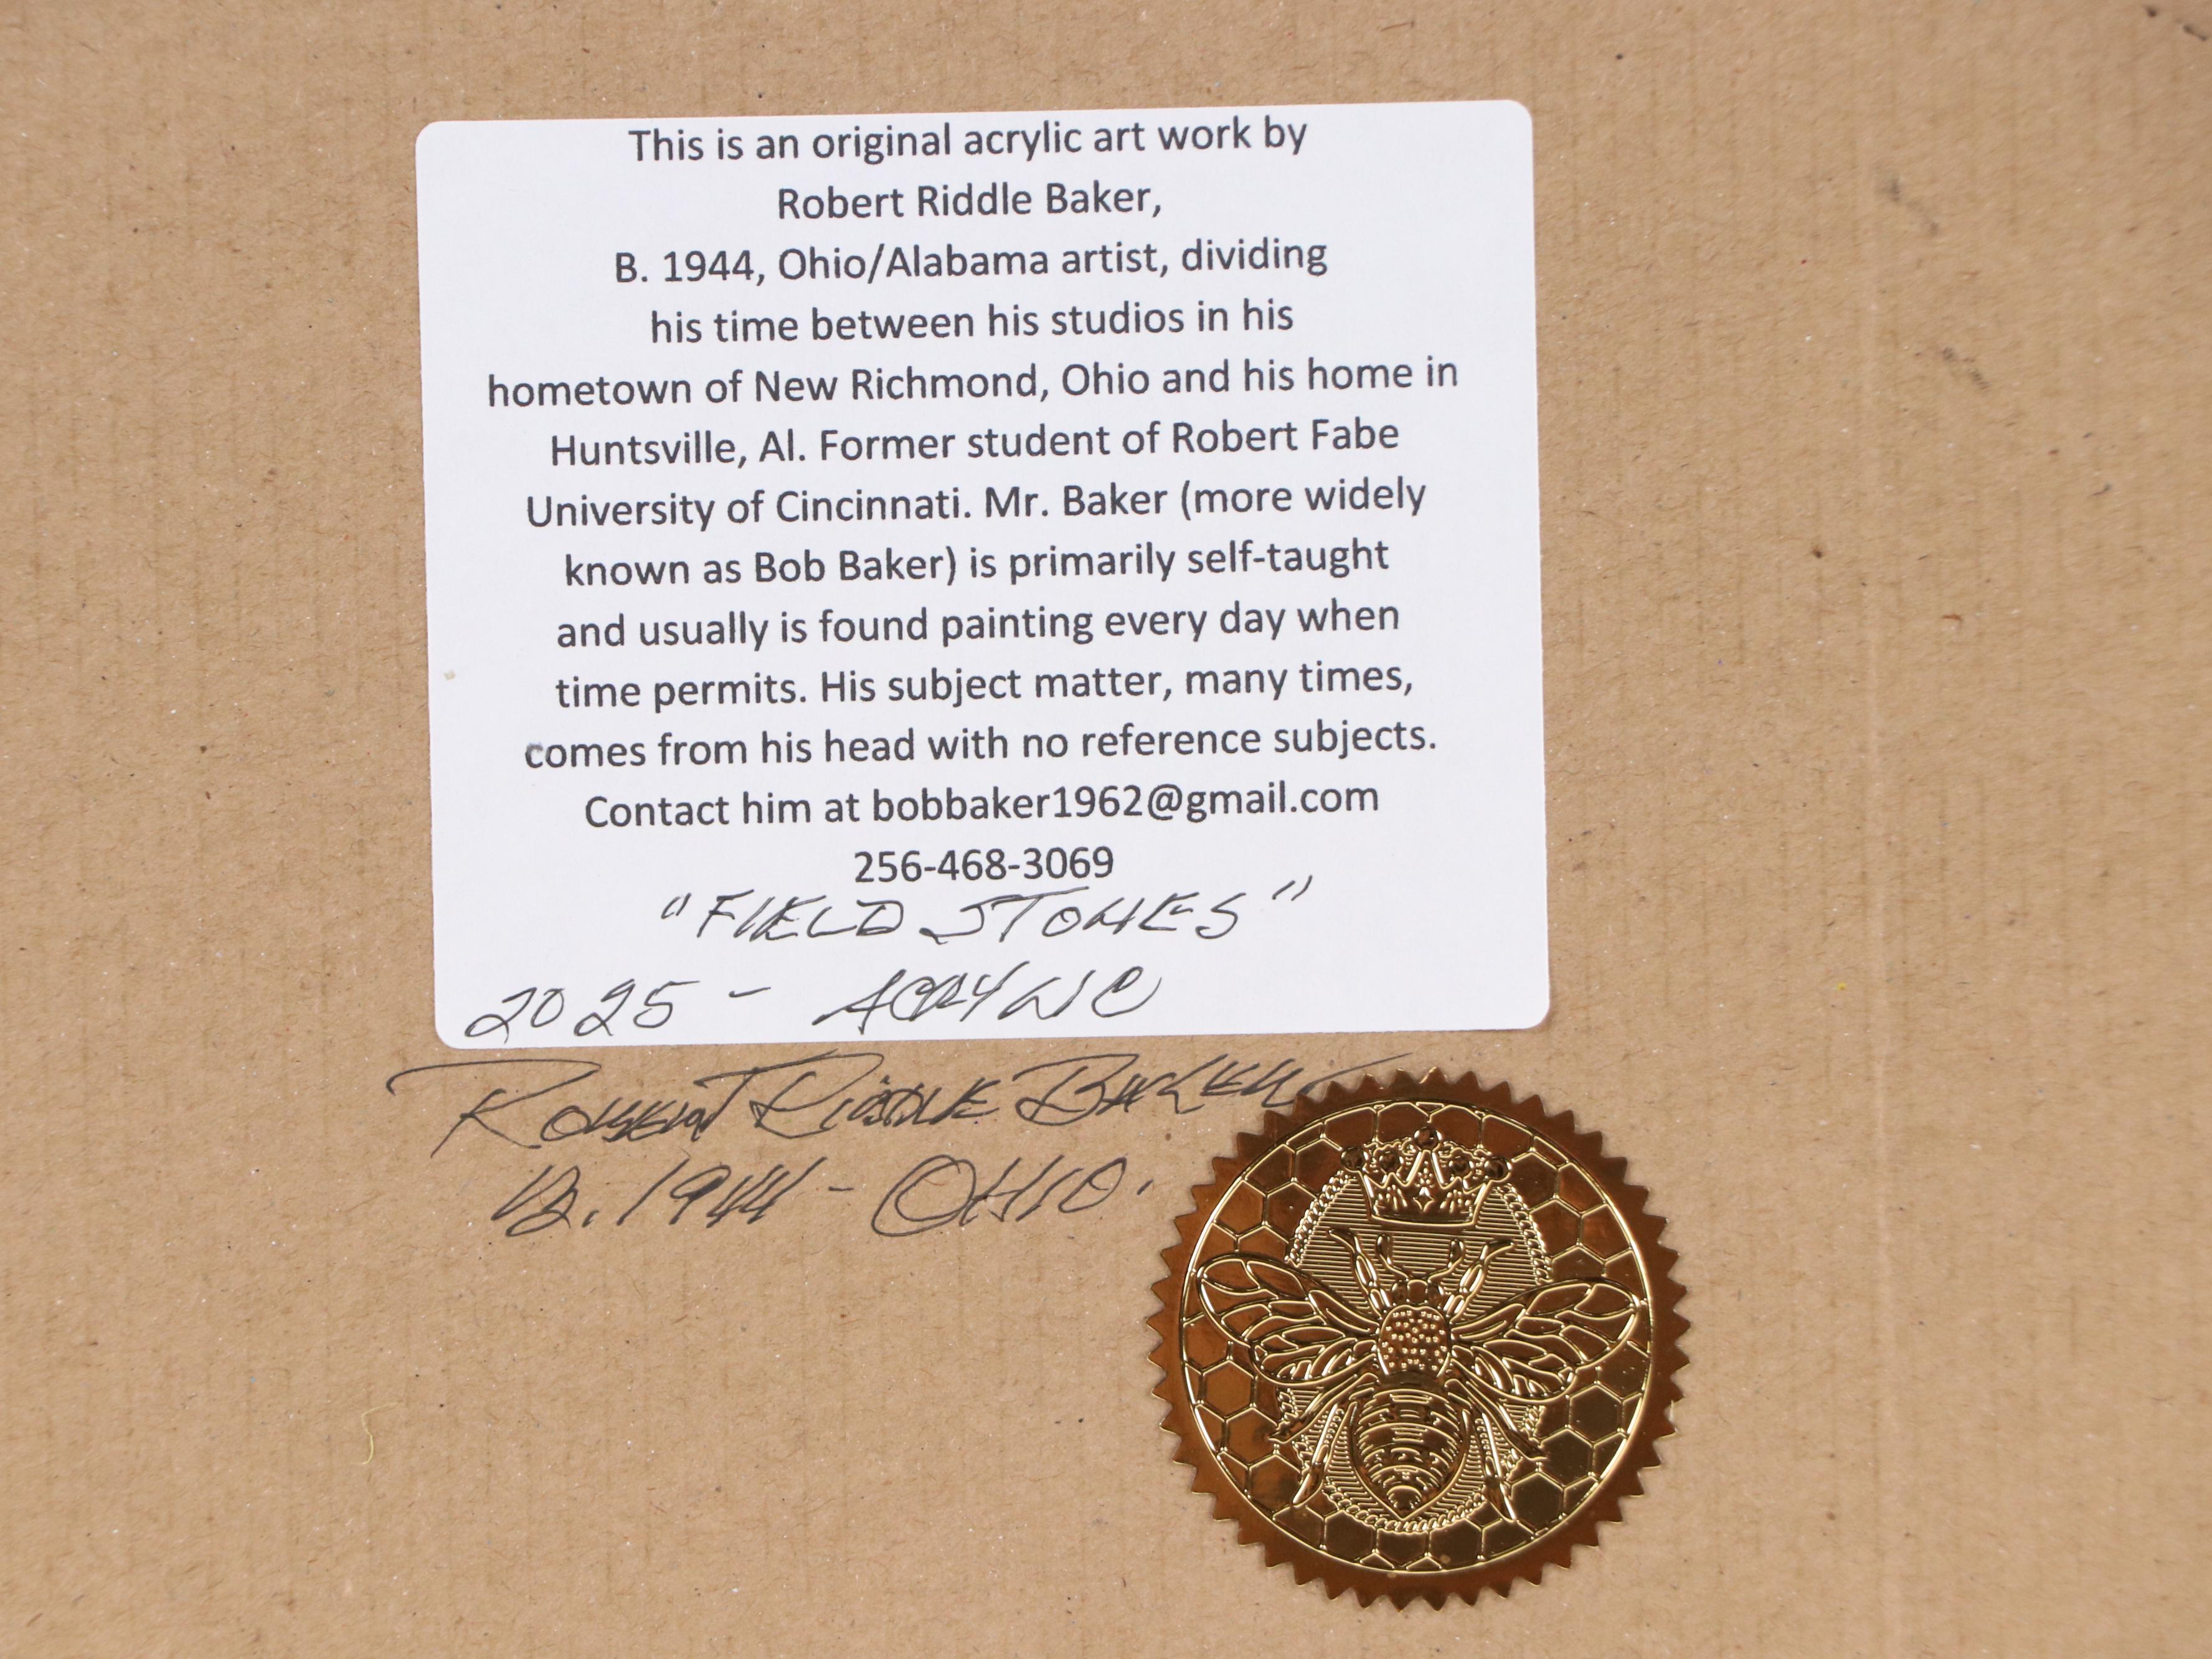 This is an original acrylic art work by
Robert Riddle Baker,
B. 1944, Ohio/Alabama artist, dividing
his time between his studios in his
hometown of New Richmond, Ohio and his home in
Huntsville, Al. Former student of Robert Fabe
University of Cincinnati. Mr. Baker (more widely
known as Bob Baker) is primarily self-taught
and usually is found painting every day when
time permits. His subject matter, many times,
comes from his head with no reference subjects.
Contact him at bobbaker1962@gmail.com
256-468-3069
"FIELD STONES"
2025 - ACRYLIC
ROBERT RIDDLE BAKER
B. 1944 - OHIO.